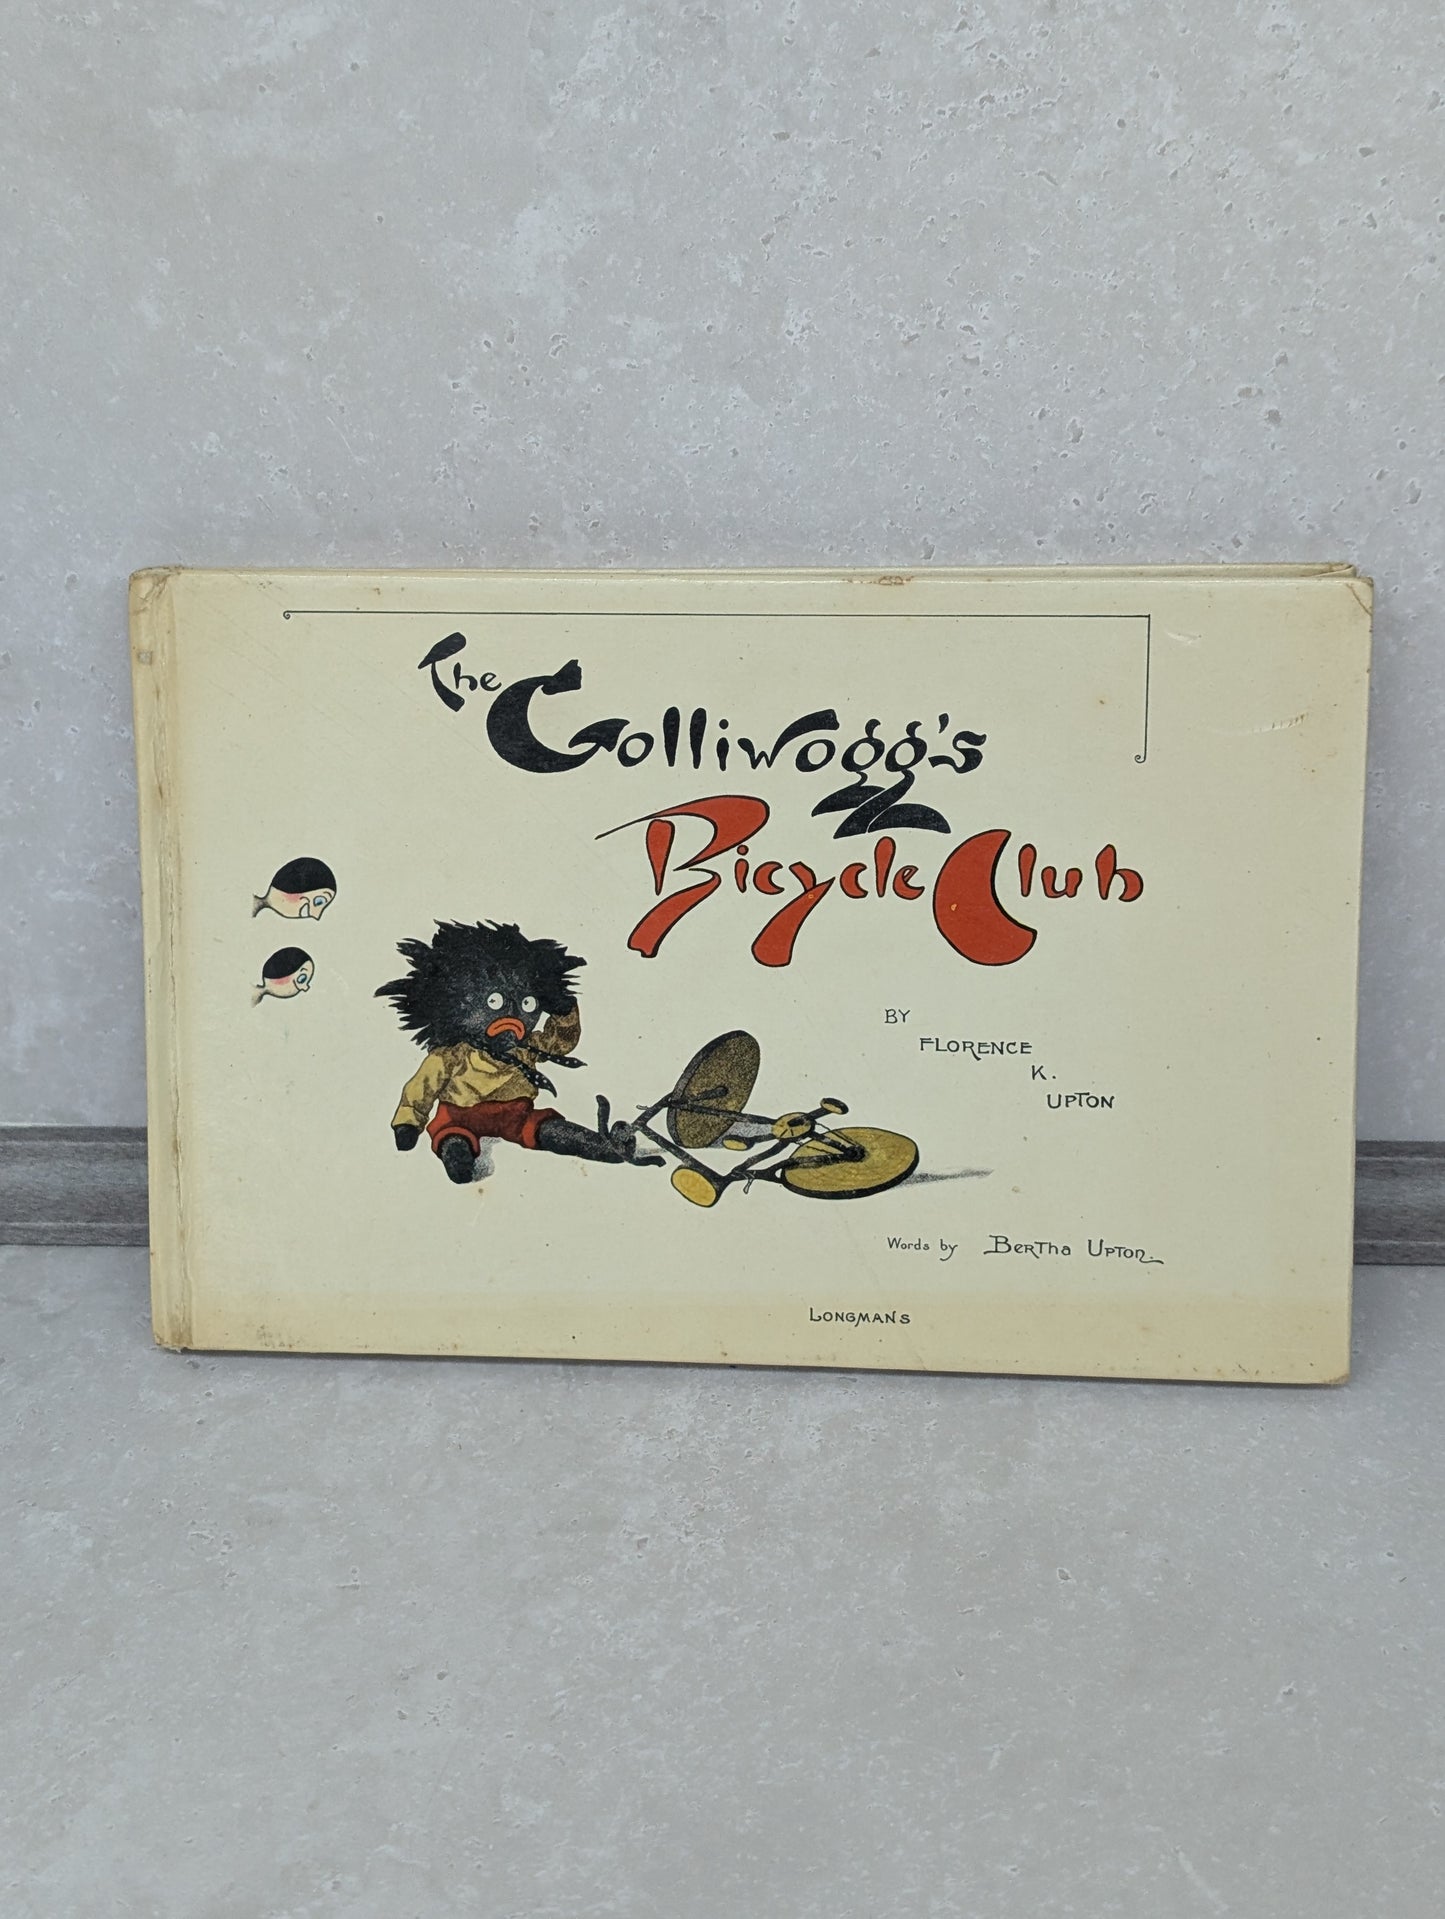 The Golliwogg's
Bicycle Club
BY
FLORENCE
K.
UPTON
Words by Bertha Upton.
LONGMANS